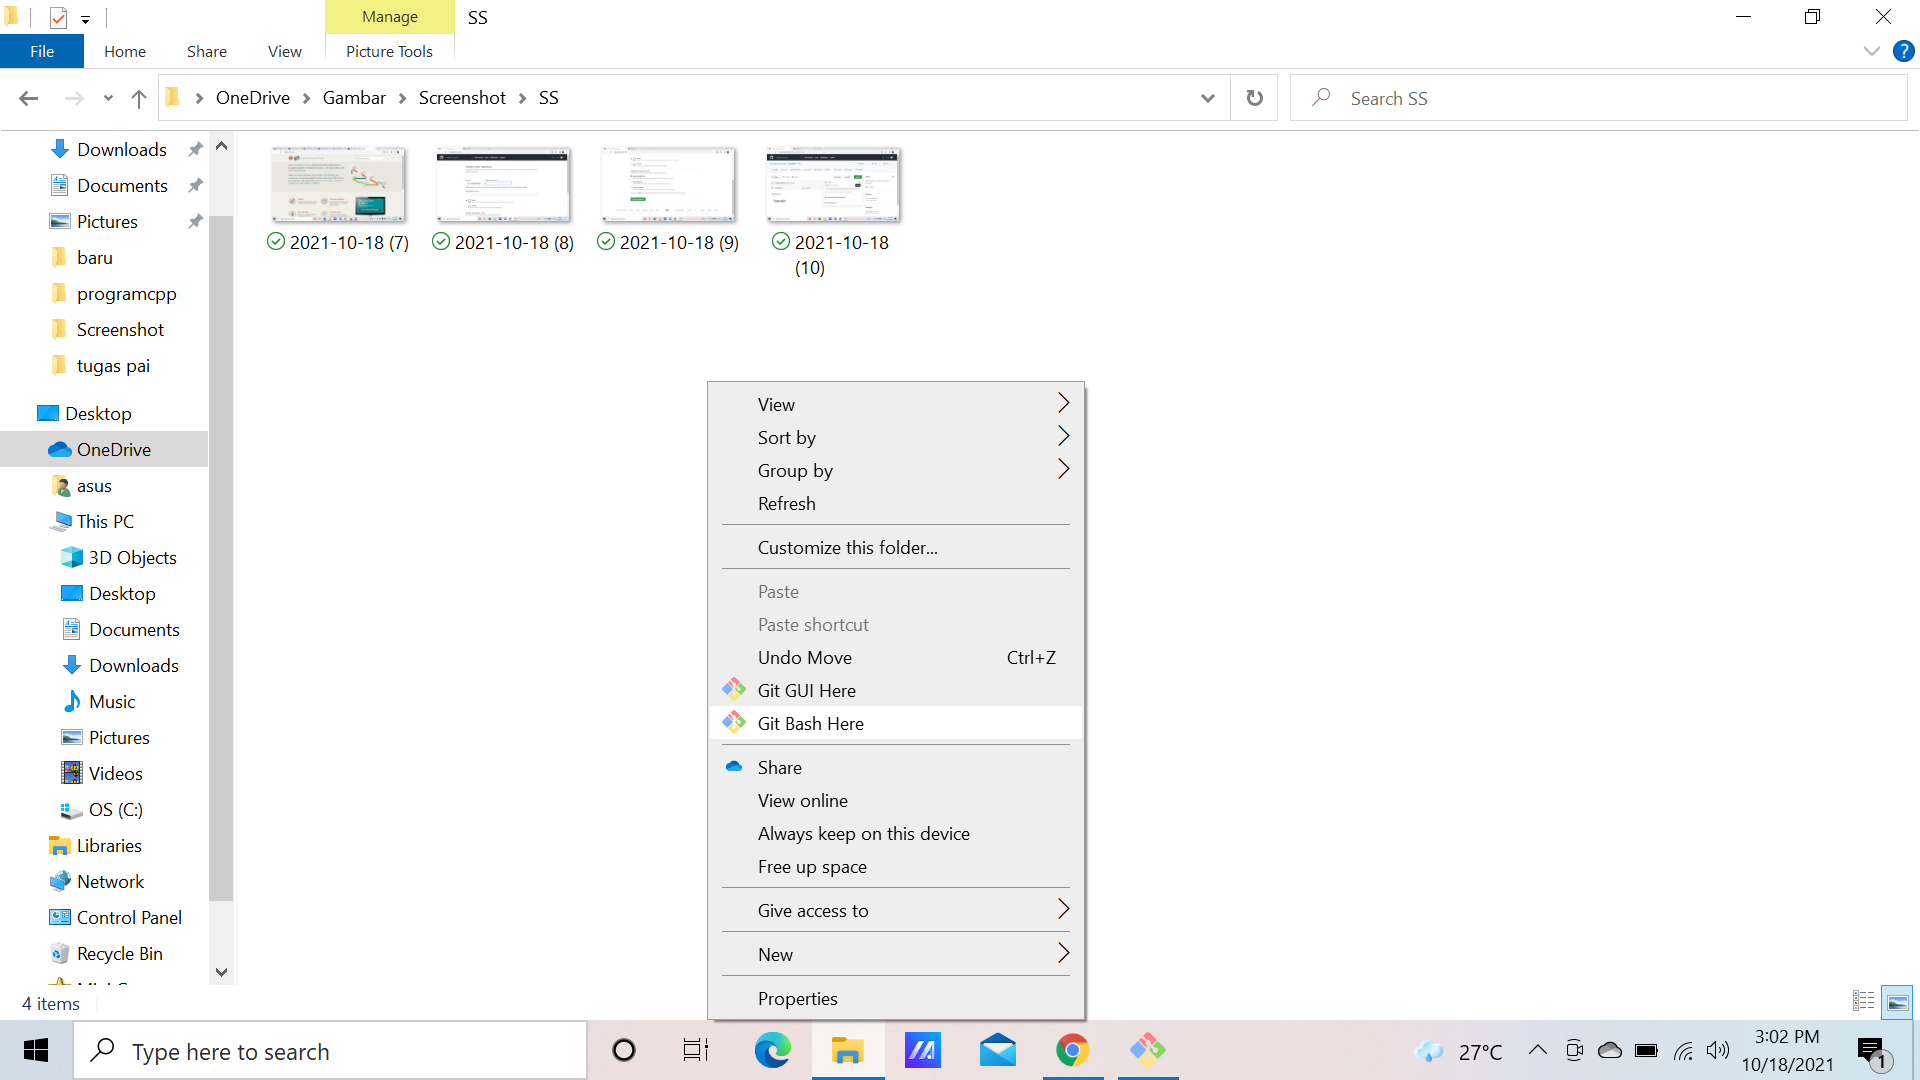 Manage SS
File Home Share View Picture Tools
OneDrive Gambar Screenshot SS Search SS
Downloads
Documents
Pictures
baru
programcpp
Screenshot
tugas pai
Desktop
OneDrive
asus
This PC
3D Objects
Desktop
Documents
Downloads
Music
Pictures
Videos
OS (C:)
Libraries
Network
Control Panel
Recycle Bin
2021-10-18 (7)
2021-10-18 (8)
2021-10-18 (9)
2021-10-18
(10)
View
Sort by
Group by
Refresh
Customize this folder...
Paste
Paste shortcut
Undo Move Ctrl+Z
Git GUI Here
Git Bash Here
Share
View online
Always keep on this device
Free up space
Give access to
New
Properties
4 items
Type here to search
27°C
3:02 PM
10/18/2021
1